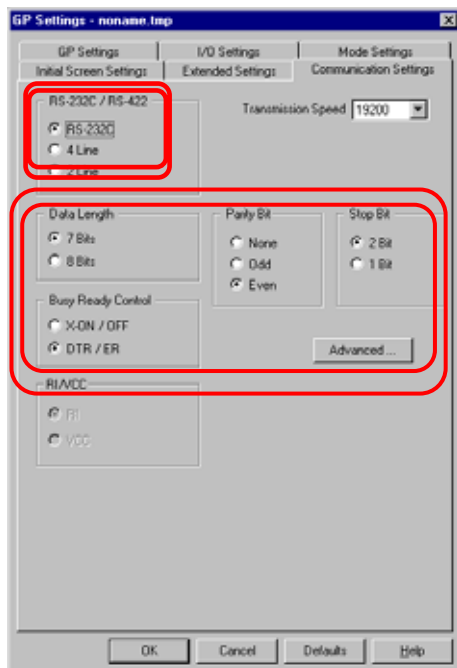 GP Settings - noname.tmp
GP Settings I/O Settings Mode Settings
Initial Screen Settings Extended Settings Communication Settings
RS-232C / RS-422
Transmission Speed 19200
RS-232C
4 Line
2 Line
Data Length
7 Bits
8 Bits
Parity Bit
None
Odd
Even
Stop Bit
2 Bit
1 Bit
Busy Ready Control
X-ON / OFF
DTR / ER
Advanced ...
RI/VCC
RI
VCC
OK Cancel Defaults Help